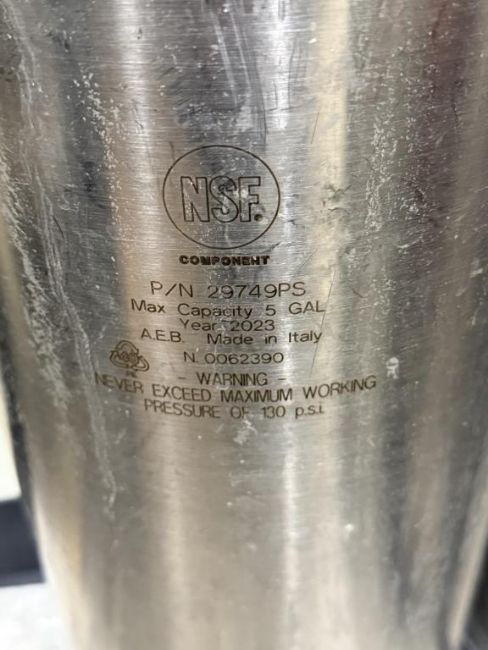 NSF®
COMPONENT
P/N 29749PS
Max Capacity 5 GAL
Year 2023
A.E.B. Made in Italy
N. 0062390
- WARNING -
NEVER EXCEED MAXIMUM WORKING
PRESSURE OF 130 p.s.i.